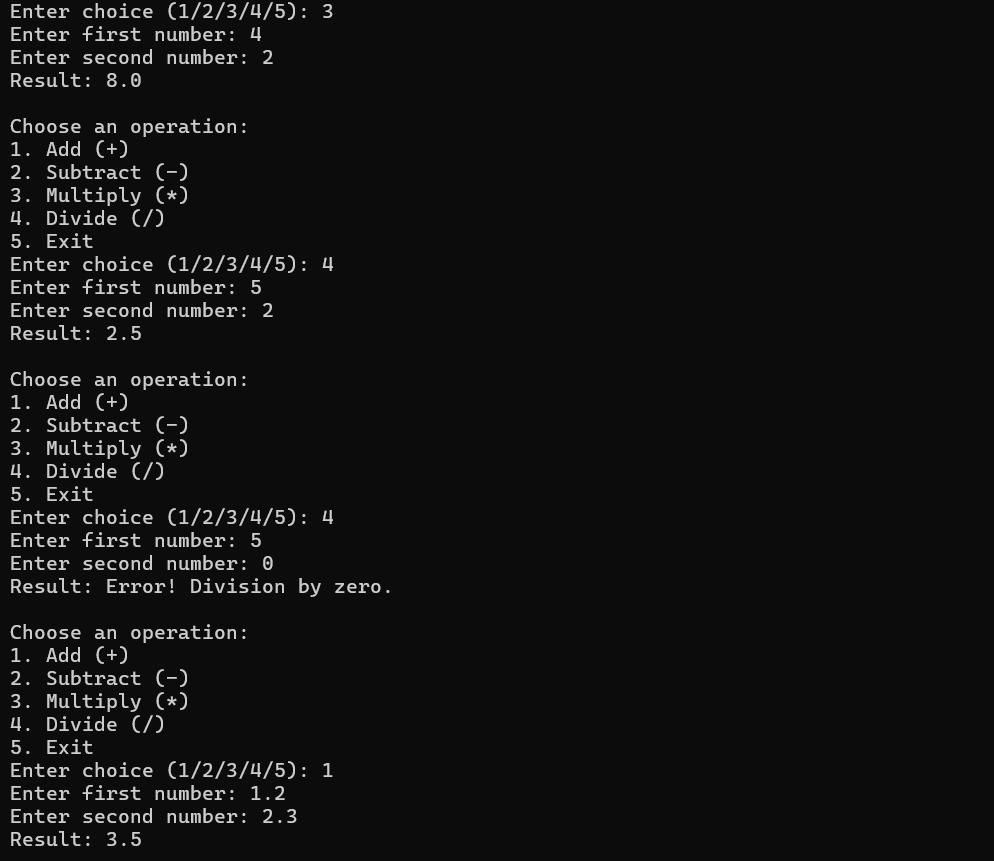 Enter choice (1/2/3/4/5): 3
Enter first number: 4
Enter second number: 2
Result: 8.0

Choose an operation:
1. Add (+)
2. Subtract (-)
3. Multiply (*)
4. Divide (/)
5. Exit
Enter choice (1/2/3/4/5): 4
Enter first number: 5
Enter second number: 2
Result: 2.5

Choose an operation:
1. Add (+)
2. Subtract (-)
3. Multiply (*)
4. Divide (/)
5. Exit
Enter choice (1/2/3/4/5): 4
Enter first number: 5
Enter second number: 0
Result: Error! Division by zero.

Choose an operation:
1. Add (+)
2. Subtract (-)
3. Multiply (*)
4. Divide (/)
5. Exit
Enter choice (1/2/3/4/5): 1
Enter first number: 1.2
Enter second number: 2.3
Result: 3.5